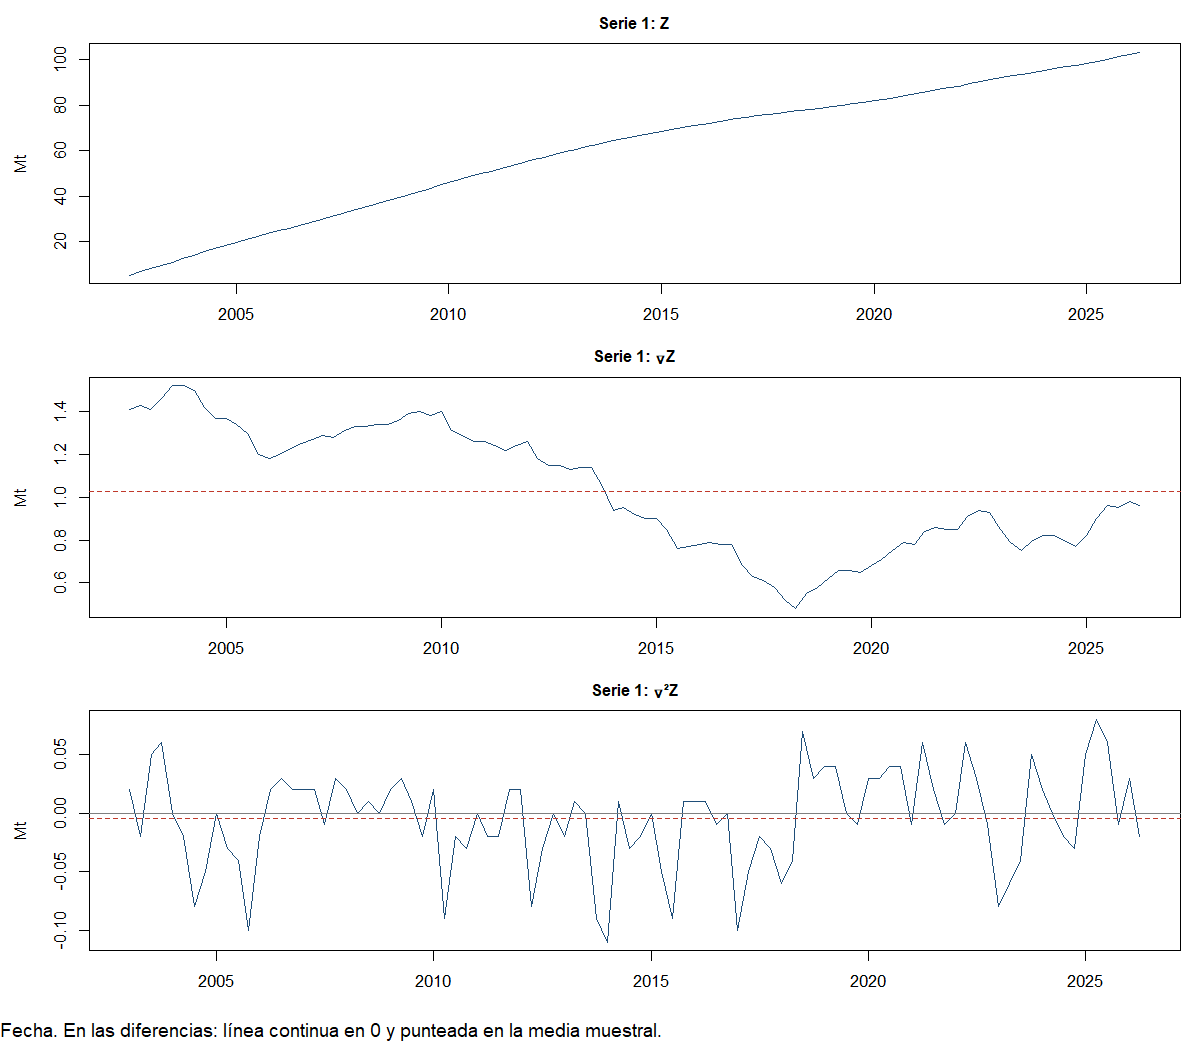 Serie 1: Z
Mt
100
80
60
40
20
2005 2010 2015 2020 2025
Serie 1: ∇Z
Mt
1.4
1.2
1.0
0.8
0.6
2005 2010 2015 2020 2025
Serie 1: ∇²Z
Mt
0.05
0.00
-0.05
-0.10
2005 2010 2015 2020 2025
Fecha. En las diferencias: línea continua en 0 y punteada en la media muestral.